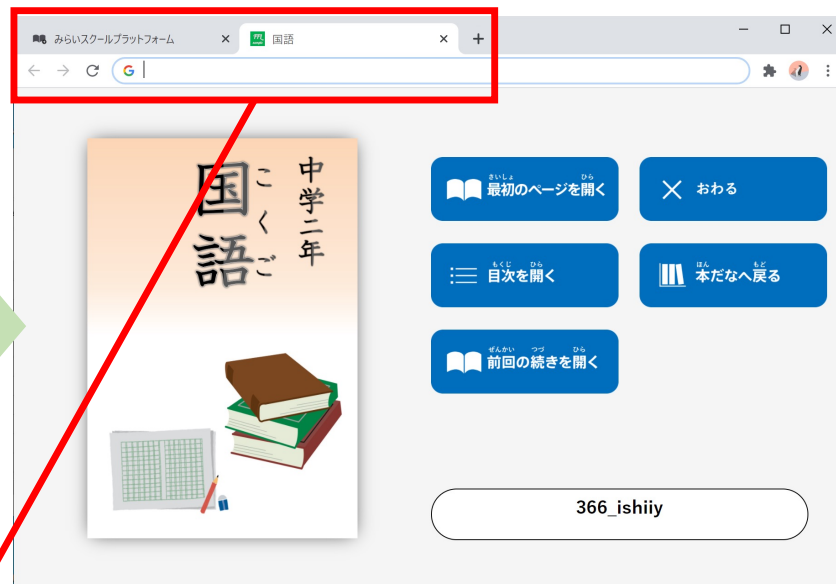 みらいスクールプラットフォーム
国語
中学二年
国語
こくご
さいしょ ひら
最初のページを開く
おわる
もくじ ひら
目次を開く
ほん もど
本だなへ戻る
ぜんかい つづ ひら
前回の続きを開く
366_ishiiy